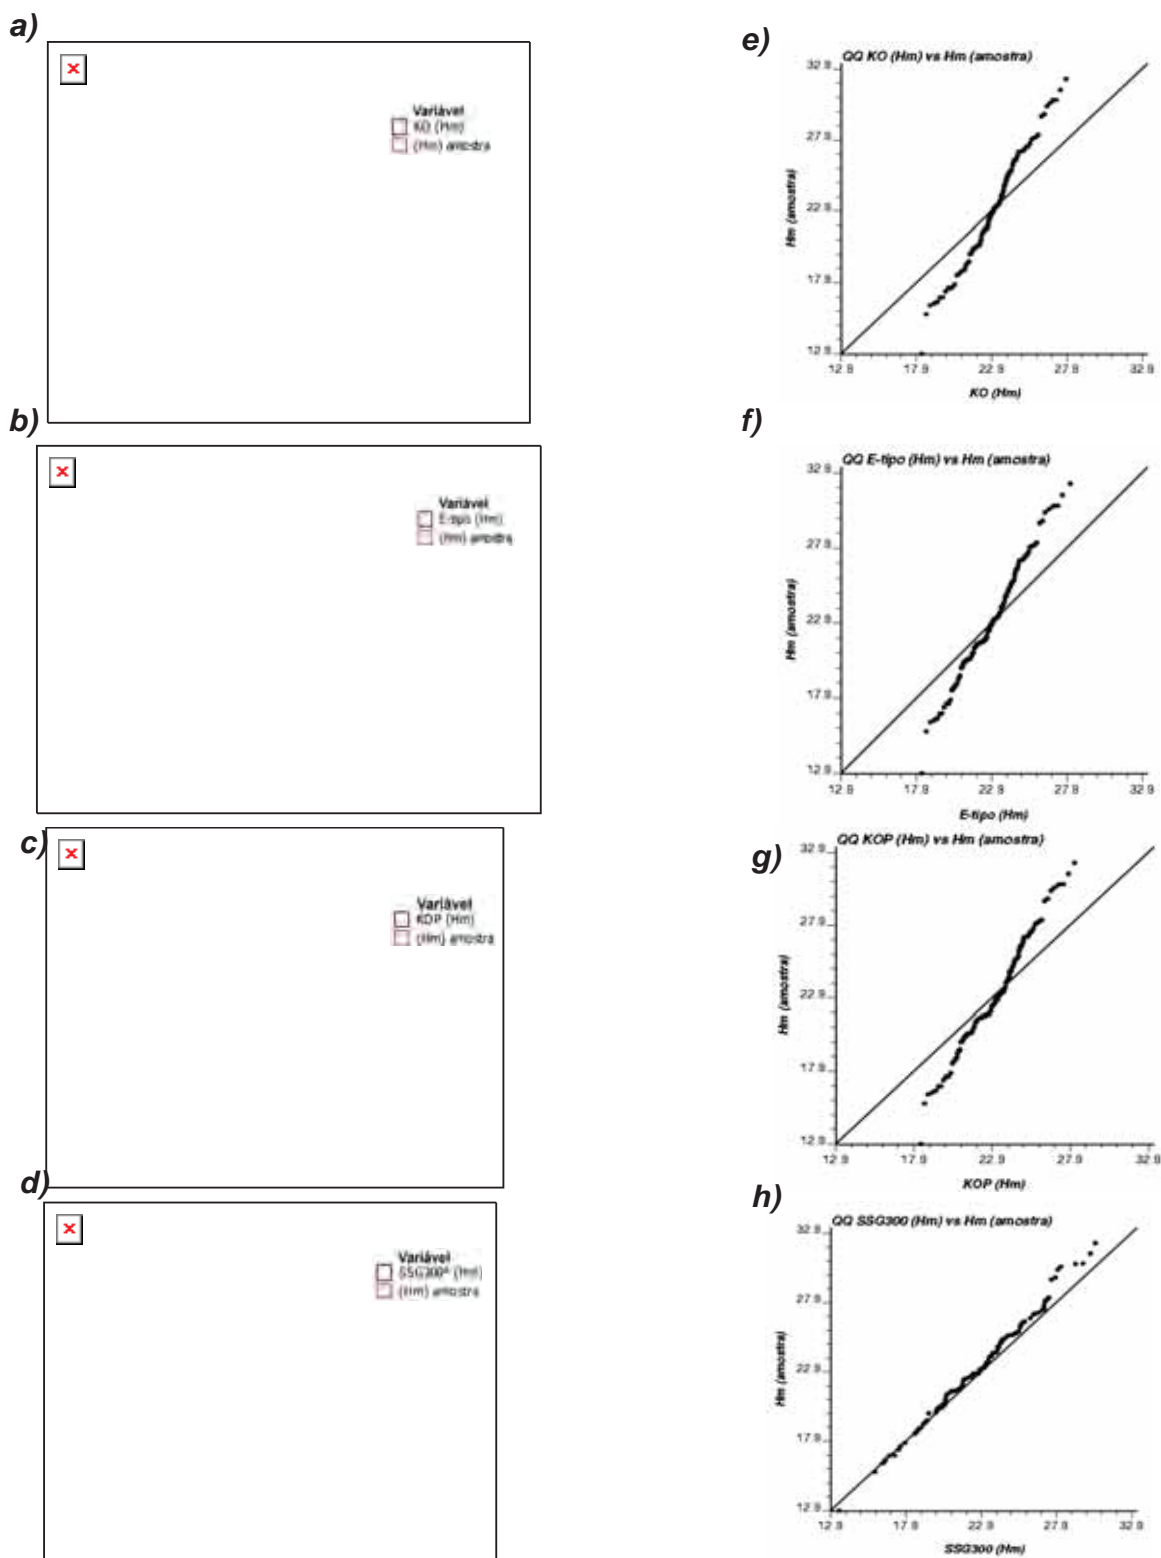 a)
Variável
KO (Hm)
(Hm) amostra
b)
Variável
E-tipo (Hm)
(Hm) amostra
c)
Variável
KOP (Hm)
(Hm) amostra
d)
Variável
(Hm) amostra
e)
QQ KO (Hm) vs Hm (amostra)
32.9
27.9
22.9
17.9
12.9
Hm (amostra)
12.9 17.9 22.9 27.9 32.9
KO (Hm)
f)
QQ E-tipo (Hm) vs Hm (amostra)
32.9
27.9
22.9
17.9
12.9
Hm (amostra)
12.9 17.9 22.9 27.9 32.9
E-tipo (Hm)
g)
QQ KOP (Hm) vs Hm (amostra)
32.9
27.9
22.9
17.9
12.9
Hm (amostra)
12.9 17.9 22.9 27.9 32.9
KOP (Hm)
h)
QQ SSG300 (Hm) vs Hm (amostra)
32.9
27.9
22.9
17.9
12.9
Hm (amostra)
12.9 17.9 22.9 27.9 32.9
SSG300 (Hm)